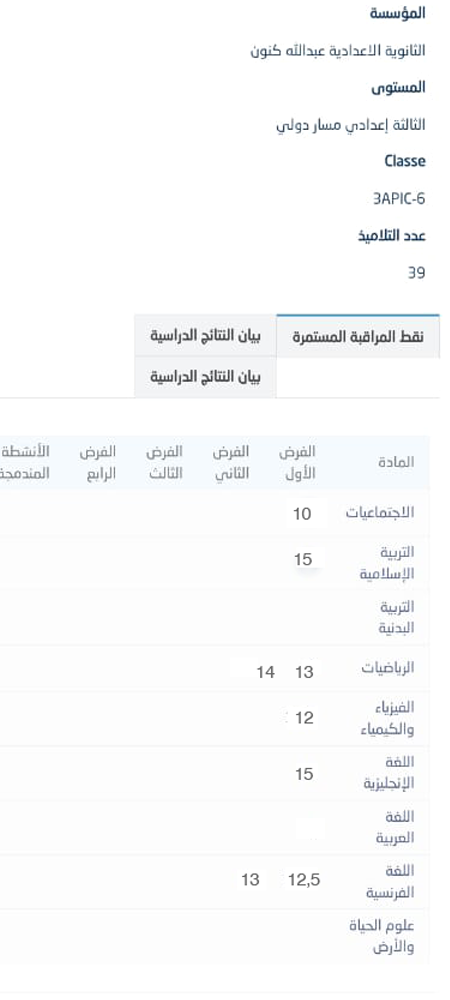 المؤسسة
الثانوية الاعدادية عبدالله كنون
المستوى
الثالثة إعدادي مسار دولي
Classe
3APIC-6
عدد التلاميذ
39
نقط المراقبة المستمرة بيان النتائج الدراسية
بيان النتائج الدراسية
المادة الفرض الأول الفرض الثاني الفرض الثالث الفرض الرابع الأنشطة المندمجة
الاجتماعيات 10
التربية الإسلامية 15
التربية البدنية
الرياضيات 13 14
الفيزياء والكيمياء 12
اللغة الإنجليزية 15
اللغة العربية
اللغة الفرنسية 12,5 13
علوم الحياة والأرض